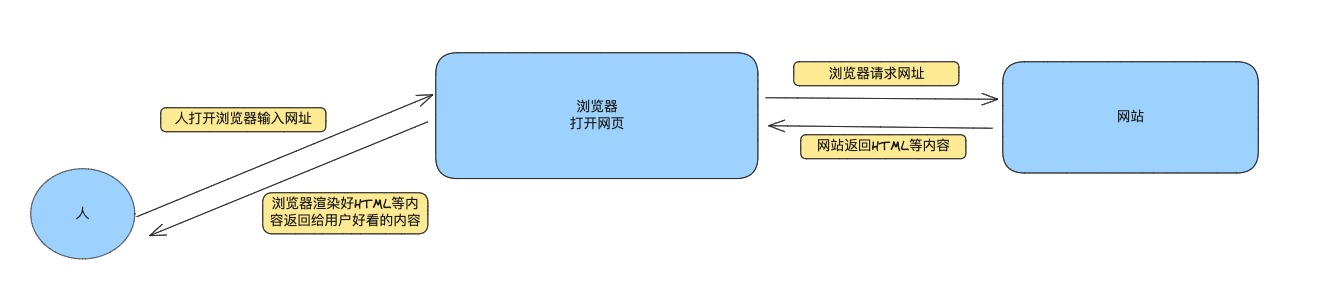 浏览器请求网址
浏览器
打开网页
网站
人打开浏览器输入网址
网站返回HTML等内容
浏览器渲染好HTML等内
容返回给用户好看的内容
人